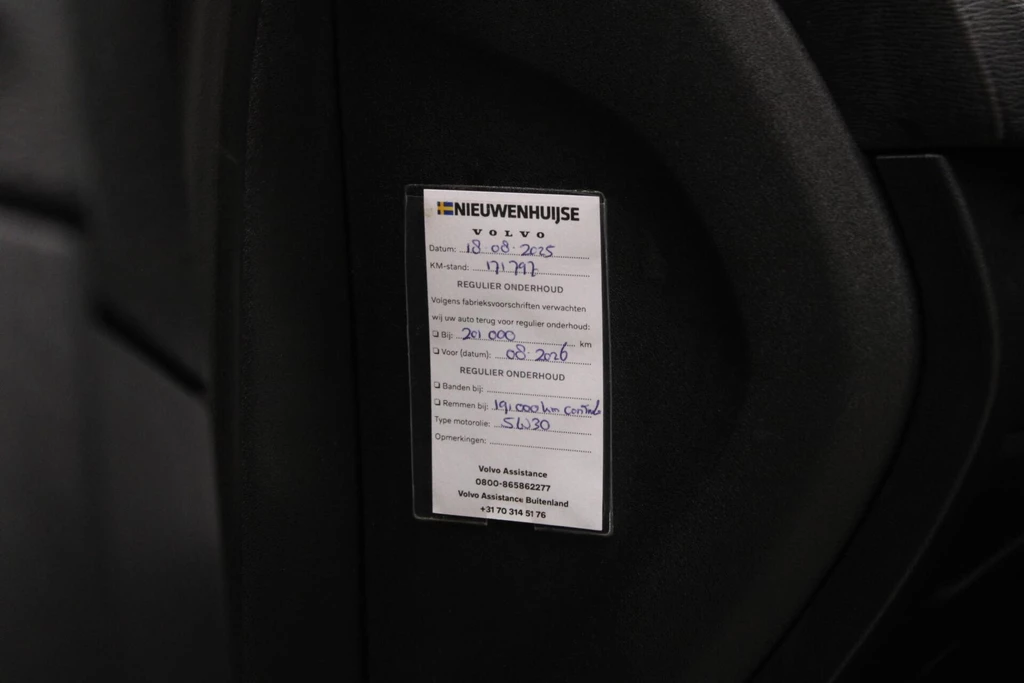 NIEUWENHUIJSE
VOLVO
Datum: 18-08-2025
KM-stand: 171797
REGULIER ONDERHOUD
Volgens fabrieksvoorschriften verwachten
wij uw auto terug voor regulier onderhoud:
❑ Bij: 201.000 km
❑ Voor (datum): 08-2026
REGULIER ONDERHOUD
❑ Banden bij:
❑ Remmen bij: 191.000 km controle
Type motorolie: 5W30
Opmerkingen:
Volvo Assistance
0800-865862277
Volvo Assistance Buitenland
+31 70 314 51 76